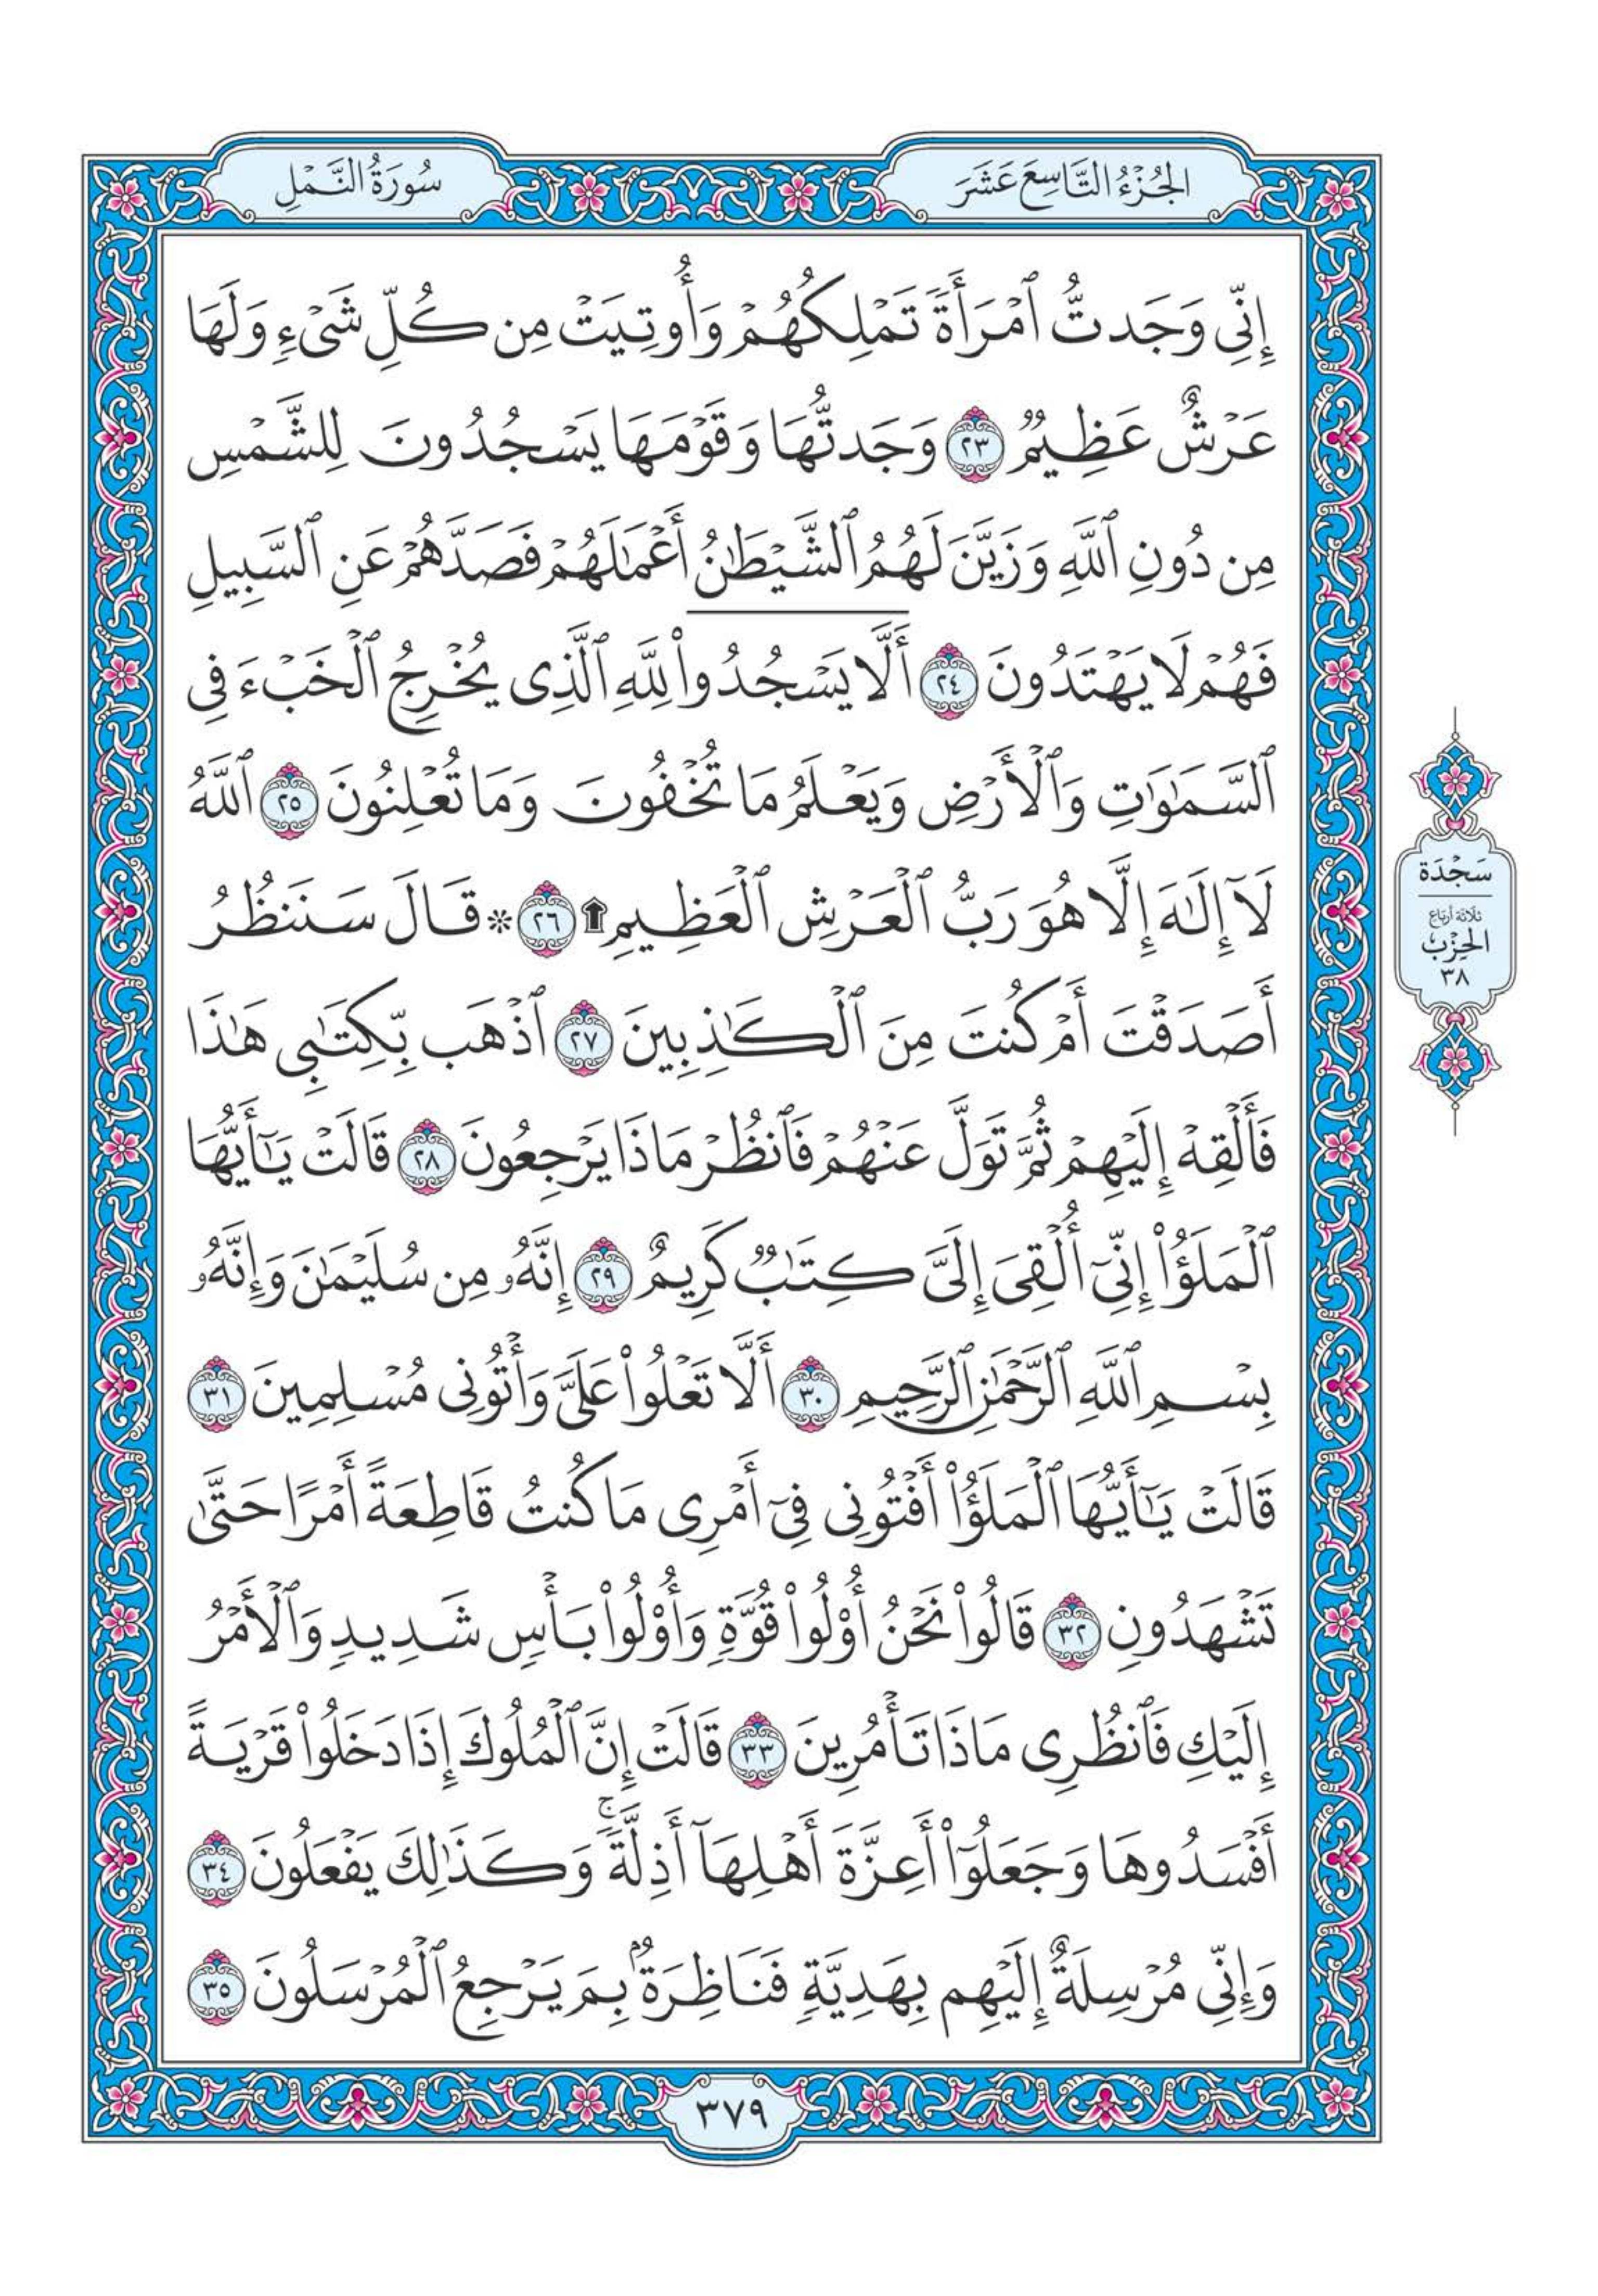 الجُزْءُ التَّاسِعَ عَشَرَ
سُورَةُ النَّمْلِ
إِنِّي وَجَدتُّ ٱمْرَأَةً تَمْلِكُهُمْ وَأُوتِيَتْ مِن كُلِّ شَيْءٍ وَلَهَا
عَرْشٌ عَظِيمٌ ٢٣ وَجَدتُّهَا وَقَوْمَهَا يَسْجُدُونَ لِلشَّمْسِ
مِن دُونِ ٱللَّهِ وَزَيَّنَ لَهُمُ ٱلشَّيْطَٰنُ أَعْمَٰلَهُمْ فَصَدَّهُمْ عَنِ ٱلسَّبِيلِ
فَهُمْ لَا يَهْتَدُونَ ٢٤ أَلَّا يَسْجُدُوا۟ لِلَّهِ ٱلَّذِي يُخْرِجُ ٱلْخَبْءَ فِي
ٱلسَّمَٰوَٰتِ وَٱلْأَرْضِ وَيَعْلَمُ مَا تُخْفُونَ وَمَا تُعْلِنُونَ ٢٥ ٱللَّهُ
لَآ إِلَٰهَ إِلَّا هُوَ رَبُّ ٱلْعَرْشِ ٱلْعَظِيمِ ۩ ٢٦ * قَالَ سَنَنظُرُ
أَصَدَقْتَ أَمْ كُنتَ مِنَ ٱلْكَٰذِبِينَ ٢٧ ٱذْهَب بِّكِتَٰبِي هَٰذَا
فَأَلْقِهْ إِلَيْهِمْ ثُمَّ تَوَلَّ عَنْهُمْ فَٱنظُرْ مَاذَا يَرْجِعُونَ ٢٨ قَالَتْ يَٰٓأَيُّهَا
ٱلْمَلَؤُا۟ إِنِّيٓ أُلْقِيَ إِلَيَّ كِتَٰبٌ كَرِيمٌ ٢٩ إِنَّهُۥ مِن سُلَيْمَٰنَ وَإِنَّهُۥ
بِسْمِ ٱللَّهِ ٱلرَّحْمَٰنِ ٱلرَّحِيمِ ٣٠ أَلَّا تَعْلُوا۟ عَلَيَّ وَأْتُونِي مُسْلِمِينَ ٣١
قَالَتْ يَٰٓأَيُّهَا ٱلْمَلَؤُا۟ أَفْتُونِي فِيٓ أَمْرِي مَا كُنتُ قَاطِعَةً أَمْرًا حَتَّىٰ
تَشْهَدُونِ ٣٢ قَالُوا۟ نَحْنُ أُو۟لُوا۟ قُوَّةٍ وَأُو۟لُوا۟ بَأْسٍ شَدِيدٍ وَٱلْأَمْرُ
إِلَيْكِ فَٱنظُرِي مَاذَا تَأْمُرِينَ ٣٣ قَالَتْ إِنَّ ٱلْمُلُوكَ إِذَا دَخَلُوا۟ قَرْيَةً
أَفْسَدُوهَا وَجَعَلُوٓا۟ أَعِزَّةَ أَهْلِهَآ أَذِلَّةً ۚ وَكَذَٰلِكَ يَفْعَلُونَ ٣٤
وَإِنِّي مُرْسِلَةٌ إِلَيْهِم بِهَدِيَّةٍ فَنَاظِرَةٌۢ بِمَ يَرْجِعُ ٱلْمُرْسَلُونَ ٣٥
سَجْدَة
ثلاثة أرباع
الحِزْب
٣٨
٣٧٩